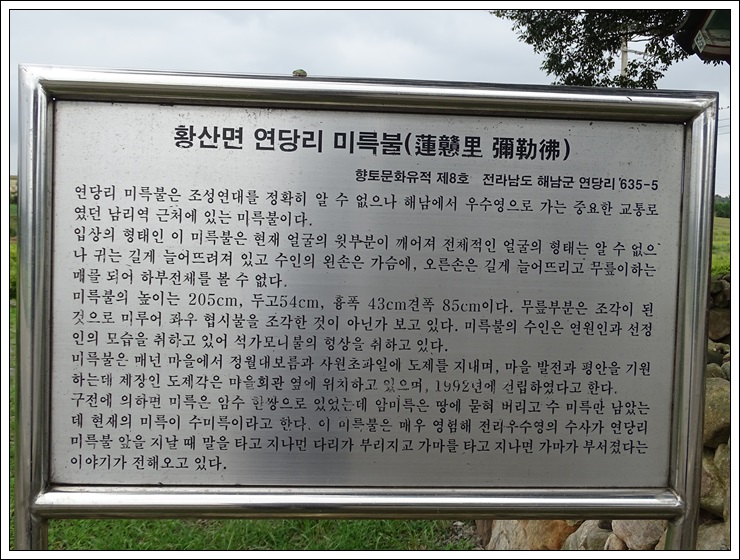 황산면 연당리 미륵불(蓮戇里 彌勒彿)
향토문화유적 제8호 전라남도 해남군 연당리 635-5
연당리 미륵불은 조성연대를 정확히 알 수 없으나 해남에서 우수영으로 가는 중요한 교통로
였던 남리역 근처에 있는 미륵불이다.
입상의 형태인 이 미륵불은 현재 얼굴의 윗부분이 깨어져 전체적인 얼굴의 형태는 알 수 없으
나 귀는 길게 늘어뜨려져 있고 수인의 왼손은 가슴에, 오른손은 길게 늘어뜨리고 무릎이하는
매를 되어 하부전체를 볼 수 없다.
미륵불의 높이는 205cm, 두고54cm, 흉폭 43cm견폭 85cm이다. 무릎부분은 조각이 된
것으로 미루어 좌우 협시불을 조각한 것이 아닌가 보고 있다. 미륵불의 수인은 연원인과 선정
인의 모습을 취하고 있어 석가모니불의 형상을 취하고 있다.
미륵불은 매년 마을에서 정월대보름과 사원초파일에 도제를 지내며, 마을 발전과 평안을 기원
하는데 제장인 도제각은 마을회관 옆에 위치하고 있으며, 1992년에 건립하였다고 한다.
구전에 의하면 미륵은 암수 한쌍으로 있었는데 암미륵은 땅에 묻혀 버리고 수 미륵만 남았는
데 현재의 미륵이 수미륵이라고 한다. 이 미륵불은 매우 영험해 전라우수영의 수사가 연당리
미륵불 앞을 지날 때 말을 타고 지나면 다리가 부러지고 가마를 타고 지나면 가마가 부서졌다는
이야기가 전해오고 있다.